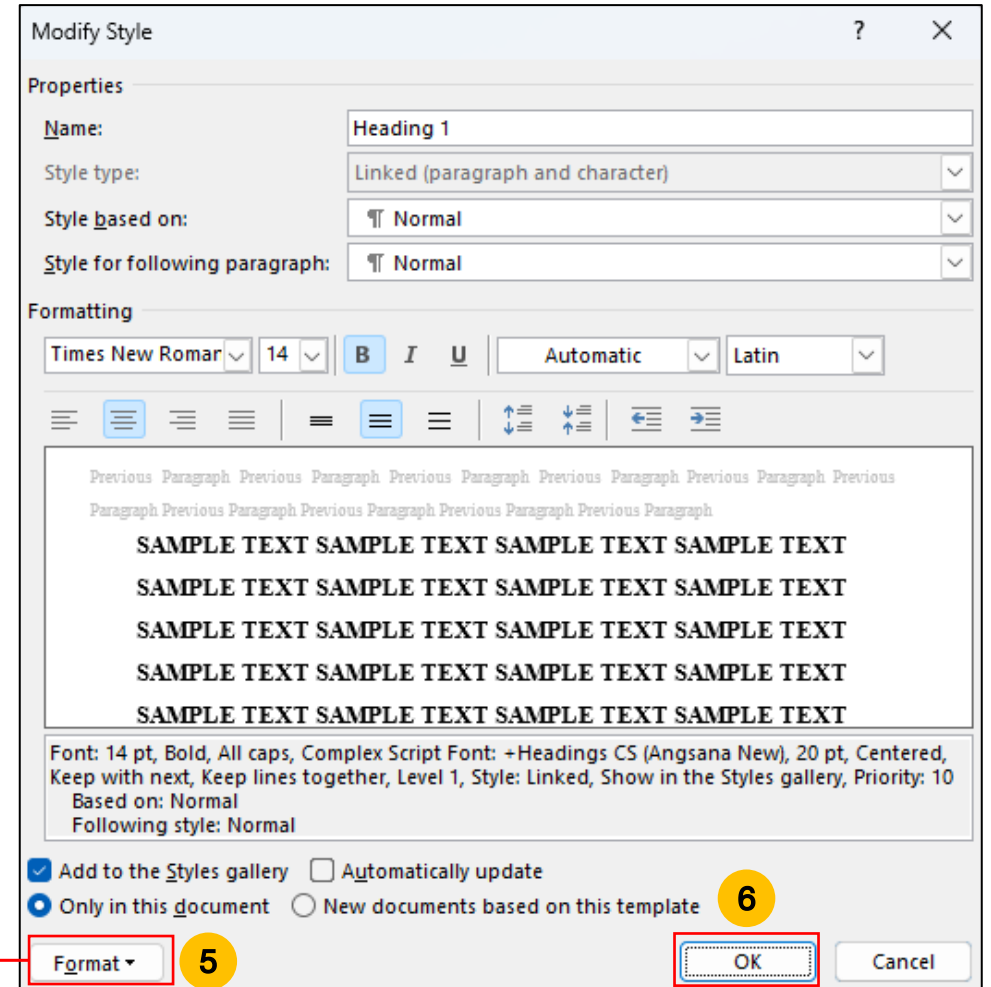 Modify Style ?
Properties
Name: Heading 1
Style type: Linked (paragraph and character)
Style based on: ¶ Normal
Style for following paragraph: ¶ Normal
Formatting
Times New Roman 14 B I U Automatic Latin
Previous Paragraph Previous Paragraph Previous Paragraph Previous Paragraph Previous Paragraph Previous
Paragraph Previous Paragraph Previous Paragraph Previous Paragraph Previous Paragraph
SAMPLE TEXT SAMPLE TEXT SAMPLE TEXT SAMPLE TEXT
SAMPLE TEXT SAMPLE TEXT SAMPLE TEXT SAMPLE TEXT
SAMPLE TEXT SAMPLE TEXT SAMPLE TEXT SAMPLE TEXT
SAMPLE TEXT SAMPLE TEXT SAMPLE TEXT SAMPLE TEXT
SAMPLE TEXT SAMPLE TEXT SAMPLE TEXT SAMPLE TEXT
Font: 14 pt, Bold, All caps, Complex Script Font: +Headings CS (Angsana New), 20 pt, Centered,
Keep with next, Keep lines together, Level 1, Style: Linked, Show in the Styles gallery, Priority: 10
Based on: Normal
Following style: Normal
Add to the Styles gallery Automatically update
Only in this document New documents based on this template 6
Format 5 OK Cancel